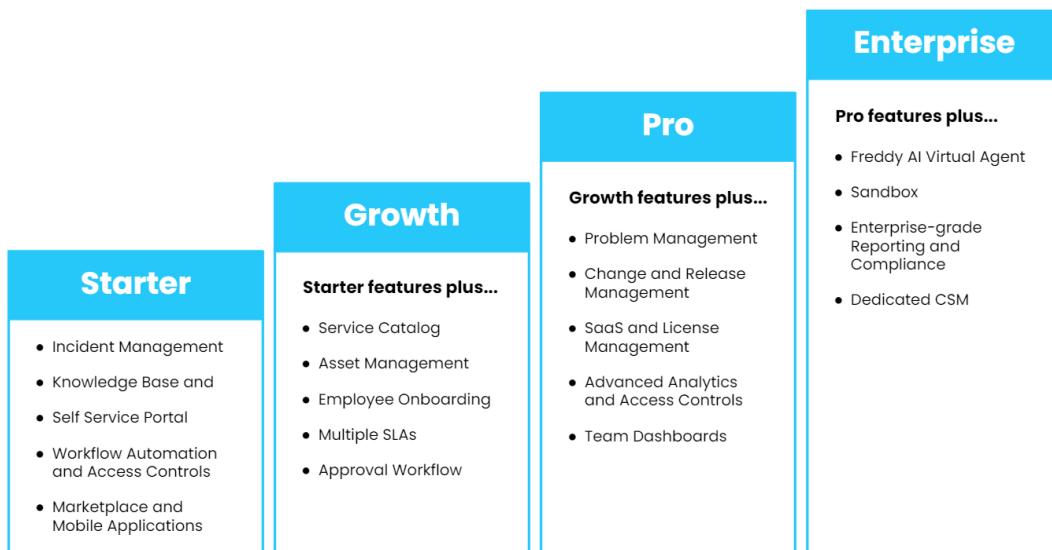 Starter
● Incident Management
● Knowledge Base and
● Self Service Portal
● Workflow Automation
and Access Controls
● Marketplace and
Mobile Applications
Growth
Starter features plus...
● Service Catalog
● Asset Management
● Employee Onboarding
● Multiple SLAs
● Approval Workflow
Pro
Growth features plus...
● Problem Management
● Change and Release
Management
● SaaS and License
Management
● Advanced Analytics
and Access Controls
● Team Dashboards
Enterprise
Pro features plus...
● Freddy AI Virtual Agent
● Sandbox
● Enterprise-grade
Reporting and
Compliance
● Dedicated CSM